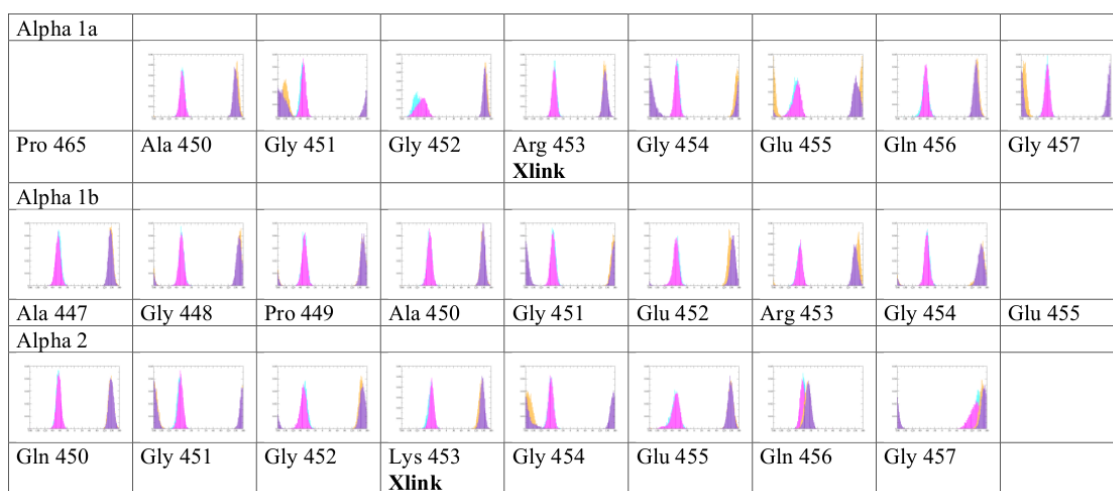 Alpha 1a
Pro 465 Ala 450 Gly 451 Gly 452 Arg 453 Gly 454 Glu 455 Gln 456 Gly 457
Xlink
Alpha 1b
Ala 447 Gly 448 Pro 449 Ala 450 Gly 451 Glu 452 Arg 453 Gly 454 Glu 455
Alpha 2
Gln 450 Gly 451 Gly 452 Lys 453 Gly 454 Glu 455 Gln 456 Gly 457
Xlink